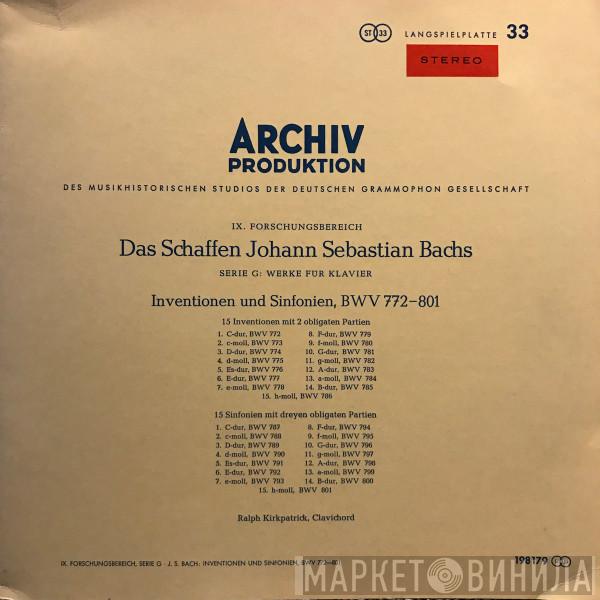 ST 33 LANGSPIELPLATTE 33
STEREO
ARCHIV
PRODUKTION
DES MUSIKHISTORISCHEN STUDIOS DER DEUTSCHEN GRAMMOPHON GESELLSCHAFT
IX. FORSCHUNGSBEREICH
Das Schaffen Johann Sebastian Bachs
SERIE G: WERKE FÜR KLAVIER
Inventionen und Sinfonien, BWV 772–801
15 Inventionen mit 2 obligaten Partien
1. C-dur, BWV 772 8. F-dur, BWV 779
2. c-moll, BWV 773 9. f-moll, BWV 780
3. D-dur, BWV 774 10. G-dur, BWV 781
4. d-moll, BWV 775 11. g-moll, BWV 782
5. Es-dur, BWV 776 12. A-dur, BWV 783
6. E-dur, BWV 777 13. a-moll, BWV 784
7. e-moll, BWV 778 14. B-dur, BWV 785
15. h-moll, BWV 786
15 Sinfonien mit dreyen obligaten Partien
1. C-dur, BWV 787 8. F-dur, BWV 794
2. c-moll, BWV 788 9. f-moll, BWV 795
3. D-dur, BWV 789 10. G-dur, BWV 796
4. d-moll, BWV 790 11. g-moll, BWV 797
5. Es-dur, BWV 791 12. A-dur, BWV 798
6. E-dur, BWV 792 13. a-moll, BWV 799
7. e-moll, BWV 793 14. B-dur, BWV 800
15. h-moll, BWV 801
Ralph Kirkpatrick, Clavichord
IX. FORSCHUNGSBEREICH, SERIE G · J. S. BACH: INVENTIONEN UND SINFONIEN, BWV 772–801
198179
МАРКЕТ ВИНИЛА